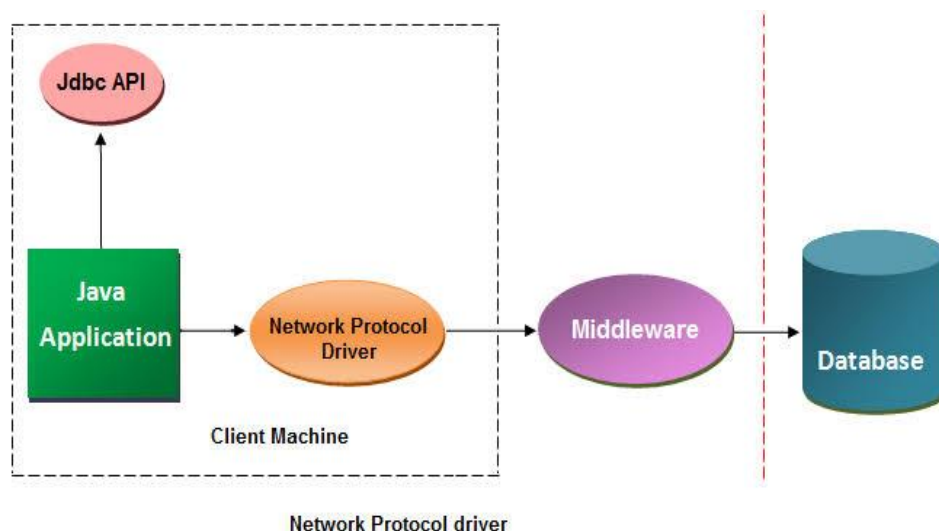 Jdbc API
Java
Application
Network Protocol
Driver
Middleware
Database
Client Machine
Network Protocol driver